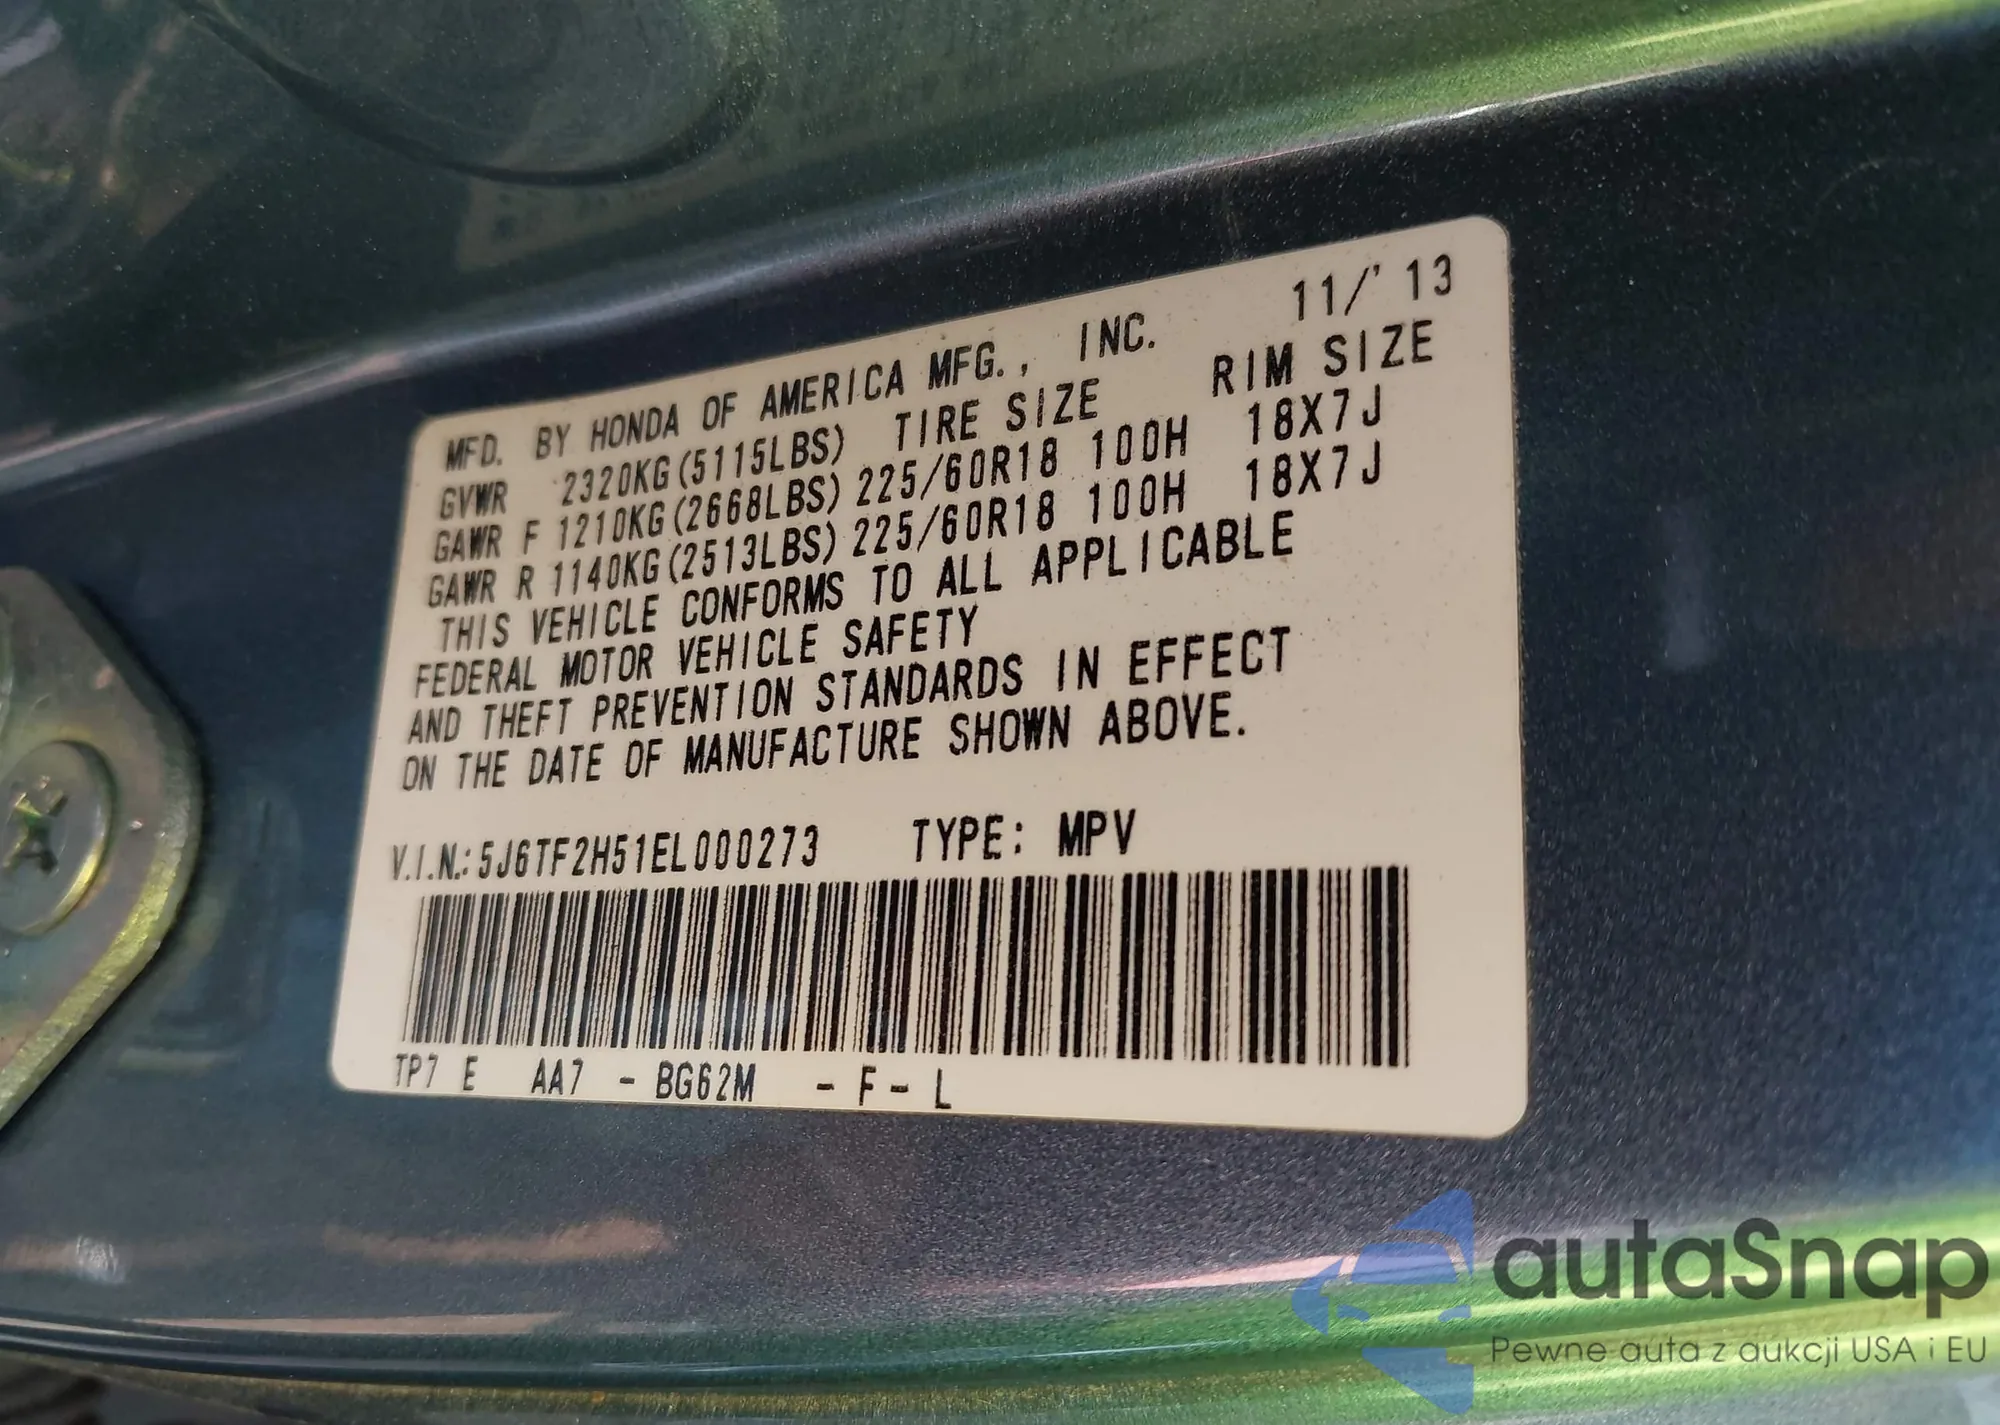 MFD. BY HONDA OF AMERICA MFG., INC. 11/'13
GVWR 2320KG(5115LBS) TIRE SIZE RIM SIZE
GAWR F 1210KG(2668LBS) 225/60R18 100H 18X7J
GAWR R 1140KG(2513LBS) 225/60R18 100H 18X7J
THIS VEHICLE CONFORMS TO ALL APPLICABLE
FEDERAL MOTOR VEHICLE SAFETY
AND THEFT PREVENTION STANDARDS IN EFFECT
ON THE DATE OF MANUFACTURE SHOWN ABOVE.
V.I.N.: 5J6TF2H51EL000273 TYPE: MPV
TP7 E AA7 - BG62M - F - L
autaSnap
Pewne auta z aukcji USA i EU